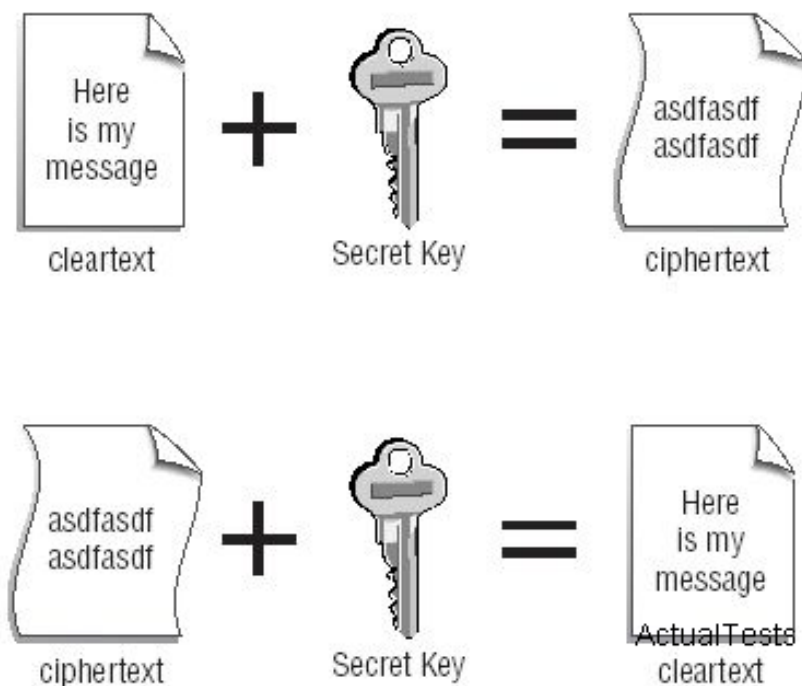 Here
is my
message
cleartext
Secret Key
asdfasdf
asdfasdf
ciphertext
asdfasdf
asdfasdf
ciphertext
Secret Key
Here
is my
message
ActualTests
cleartext